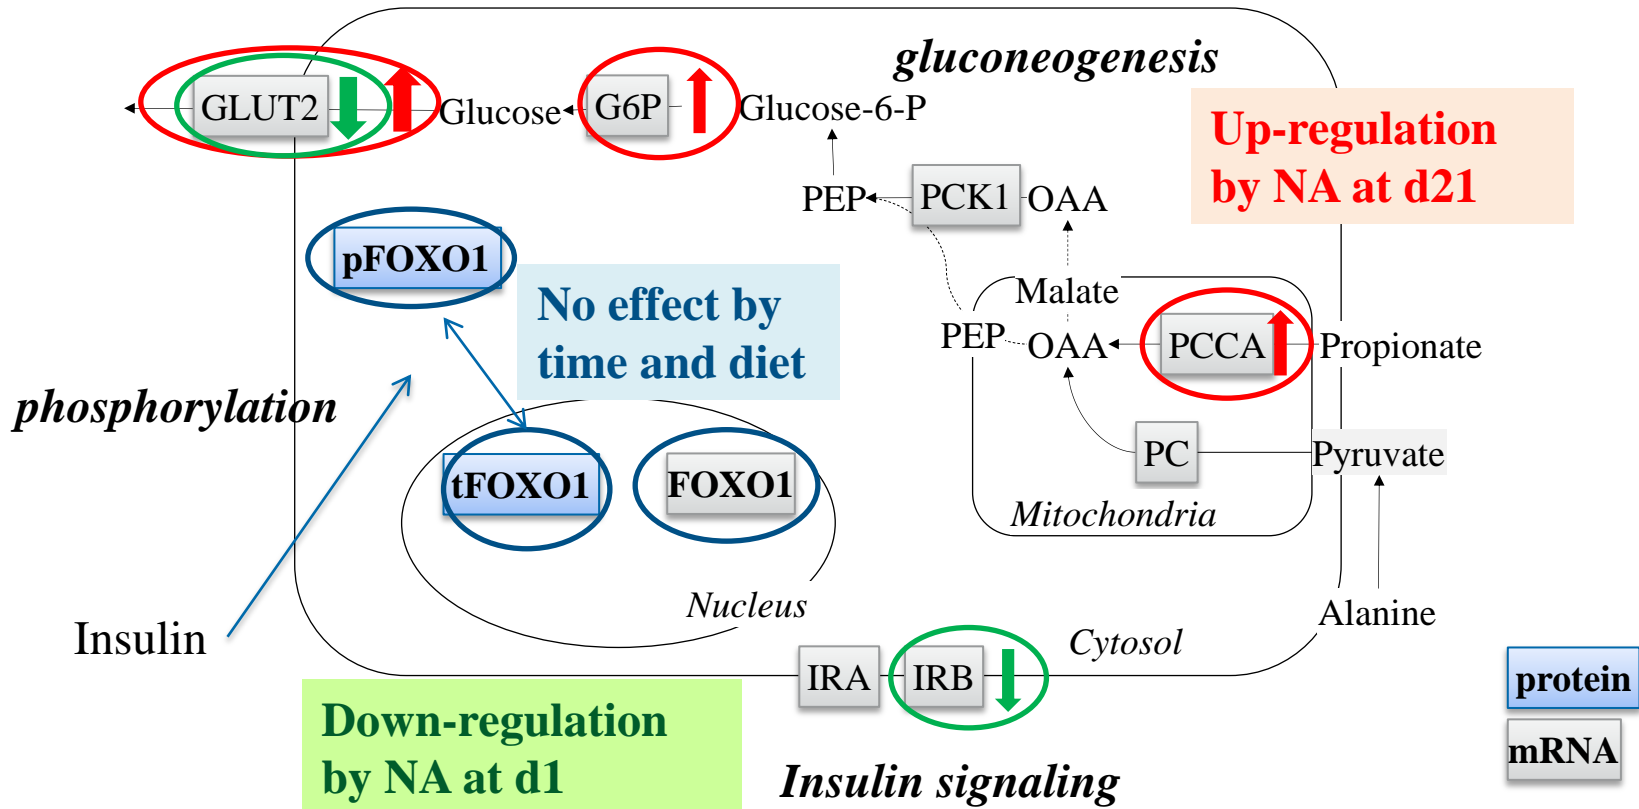 gluconeogenesis
GLUT2
Glucose
G6P
Glucose-6-P
Up-regulation
by NA at d21
PEP
PCK1
OAA
pFOXO1
No effect by
time and diet
Malate
PEP
OAA
PCCA
Propionate
phosphorylation
PC
Pyruvate
tFOXO1
FOXO1
Mitochondria
Nucleus
Alanine
Insulin
Cytosol
IRA
IRB
protein
Down-regulation
by NA at d1
mRNA
Insulin signaling